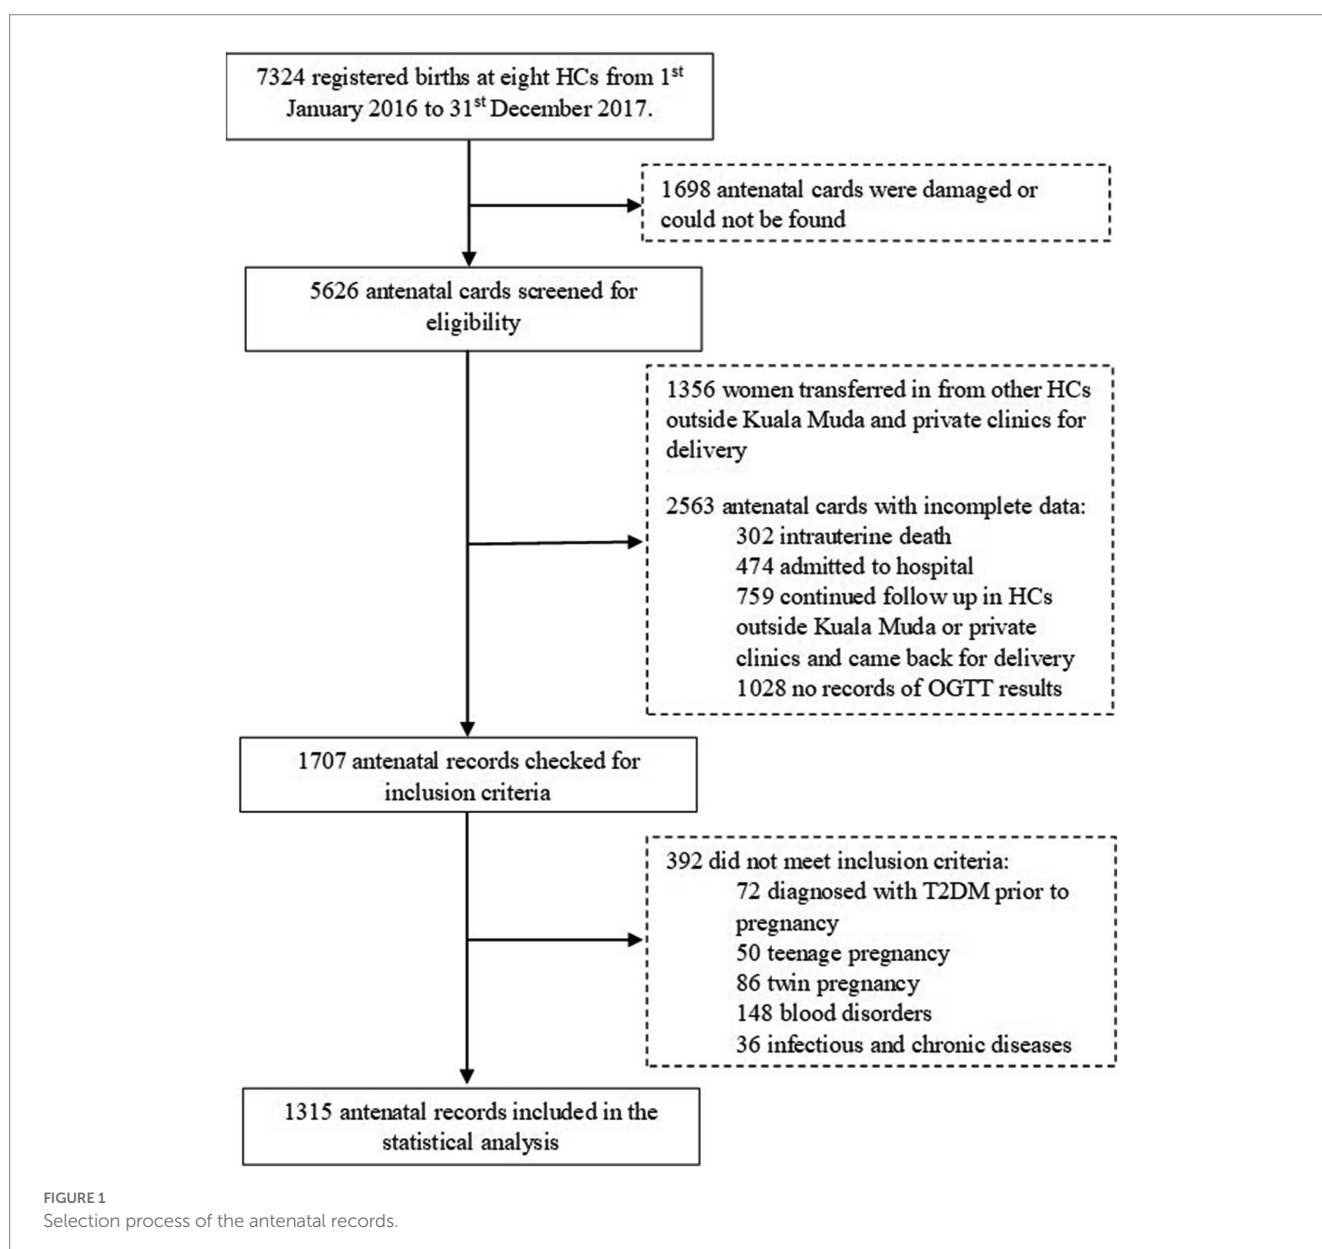 7324 registered births at eight HCs from 1st
January 2016 to 31st December 2017.
1698 antenatal cards were damaged or
could not be found
5626 antenatal cards screened for
eligibility
1356 women transferred in from other HCs
outside Kuala Muda and private clinics for
delivery
2563 antenatal cards with incomplete data:
302 intrauterine death
474 admitted to hospital
759 continued follow up in HCs
outside Kuala Muda or private
clinics and came back for delivery
1028 no records of OGTT results
1707 antenatal records checked for
inclusion criteria
392 did not meet inclusion criteria:
72 diagnosed with T2DM prior to
pregnancy
50 teenage pregnancy
86 twin pregnancy
148 blood disorders
36 infectious and chronic diseases
1315 antenatal records included in the
statistical analysis
FIGURE 1
Selection process of the antenatal records.